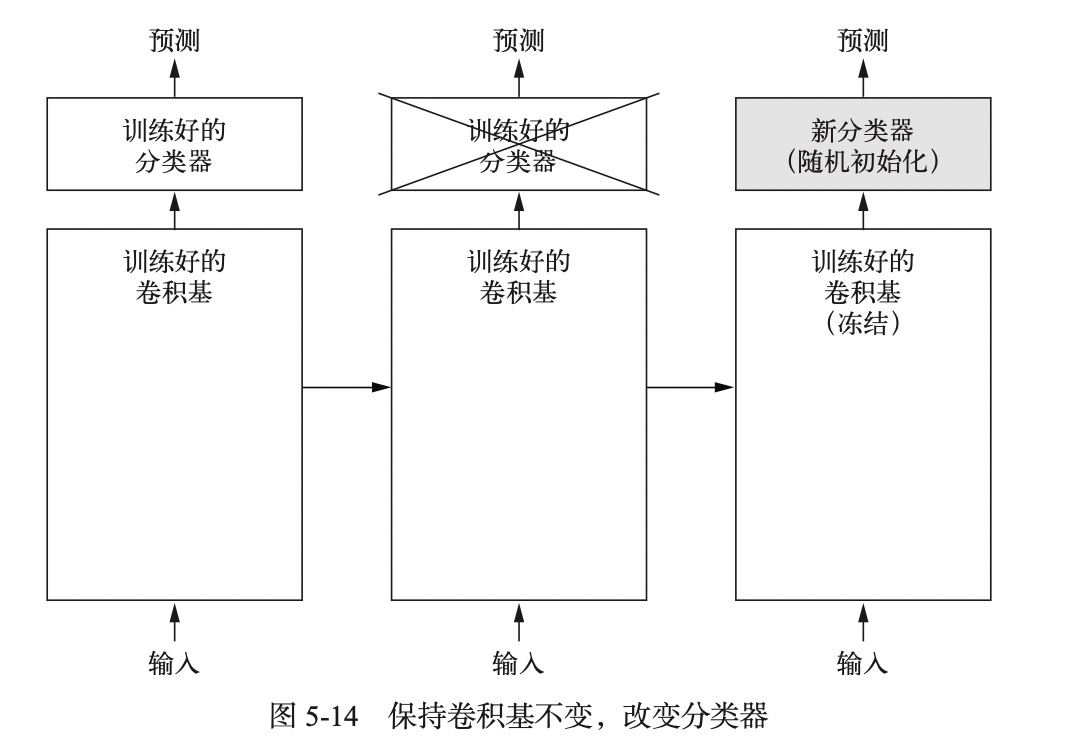 预测
训练好的
分类器
训练好的
卷积基
输入
预测
训练好的
分类器
训练好的
卷积基
输入
预测
新分类器
（随机初始化）
训练好的
卷积基
（冻结）
输入
图 5-14 保持卷积基不变，改变分类器